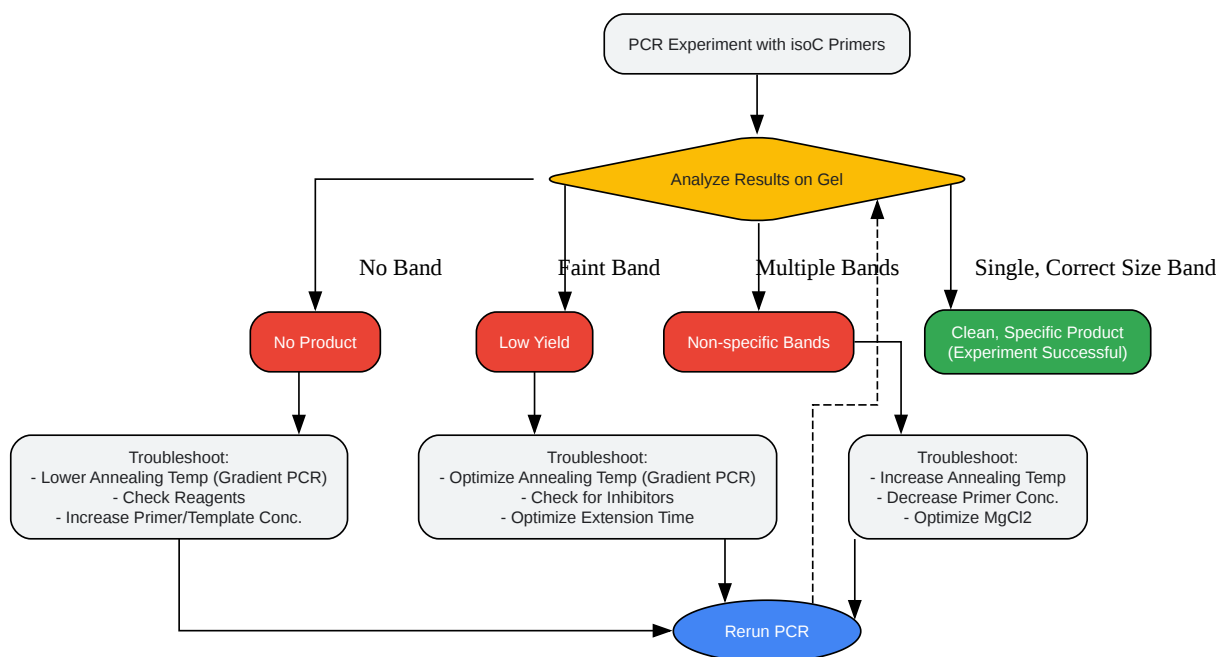 PCR Experiment with isoC Primers
Analyze Results on Gel
No Band
Faint Band
Multiple Bands
Single, Correct Size Band
No Product
Low Yield
Non-specific Bands
Clean, Specific Product
(Experiment Successful)
Troubleshoot:
- Lower Annealing Temp (Gradient PCR)
- Check Reagents
- Increase Primer/Template Conc.
Troubleshoot:
- Optimize Annealing Temp (Gradient PCR)
- Check for Inhibitors
- Optimize Extension Time
Troubleshoot:
- Increase Annealing Temp
- Decrease Primer Conc.
- Optimize MgCl2
Rerun PCR